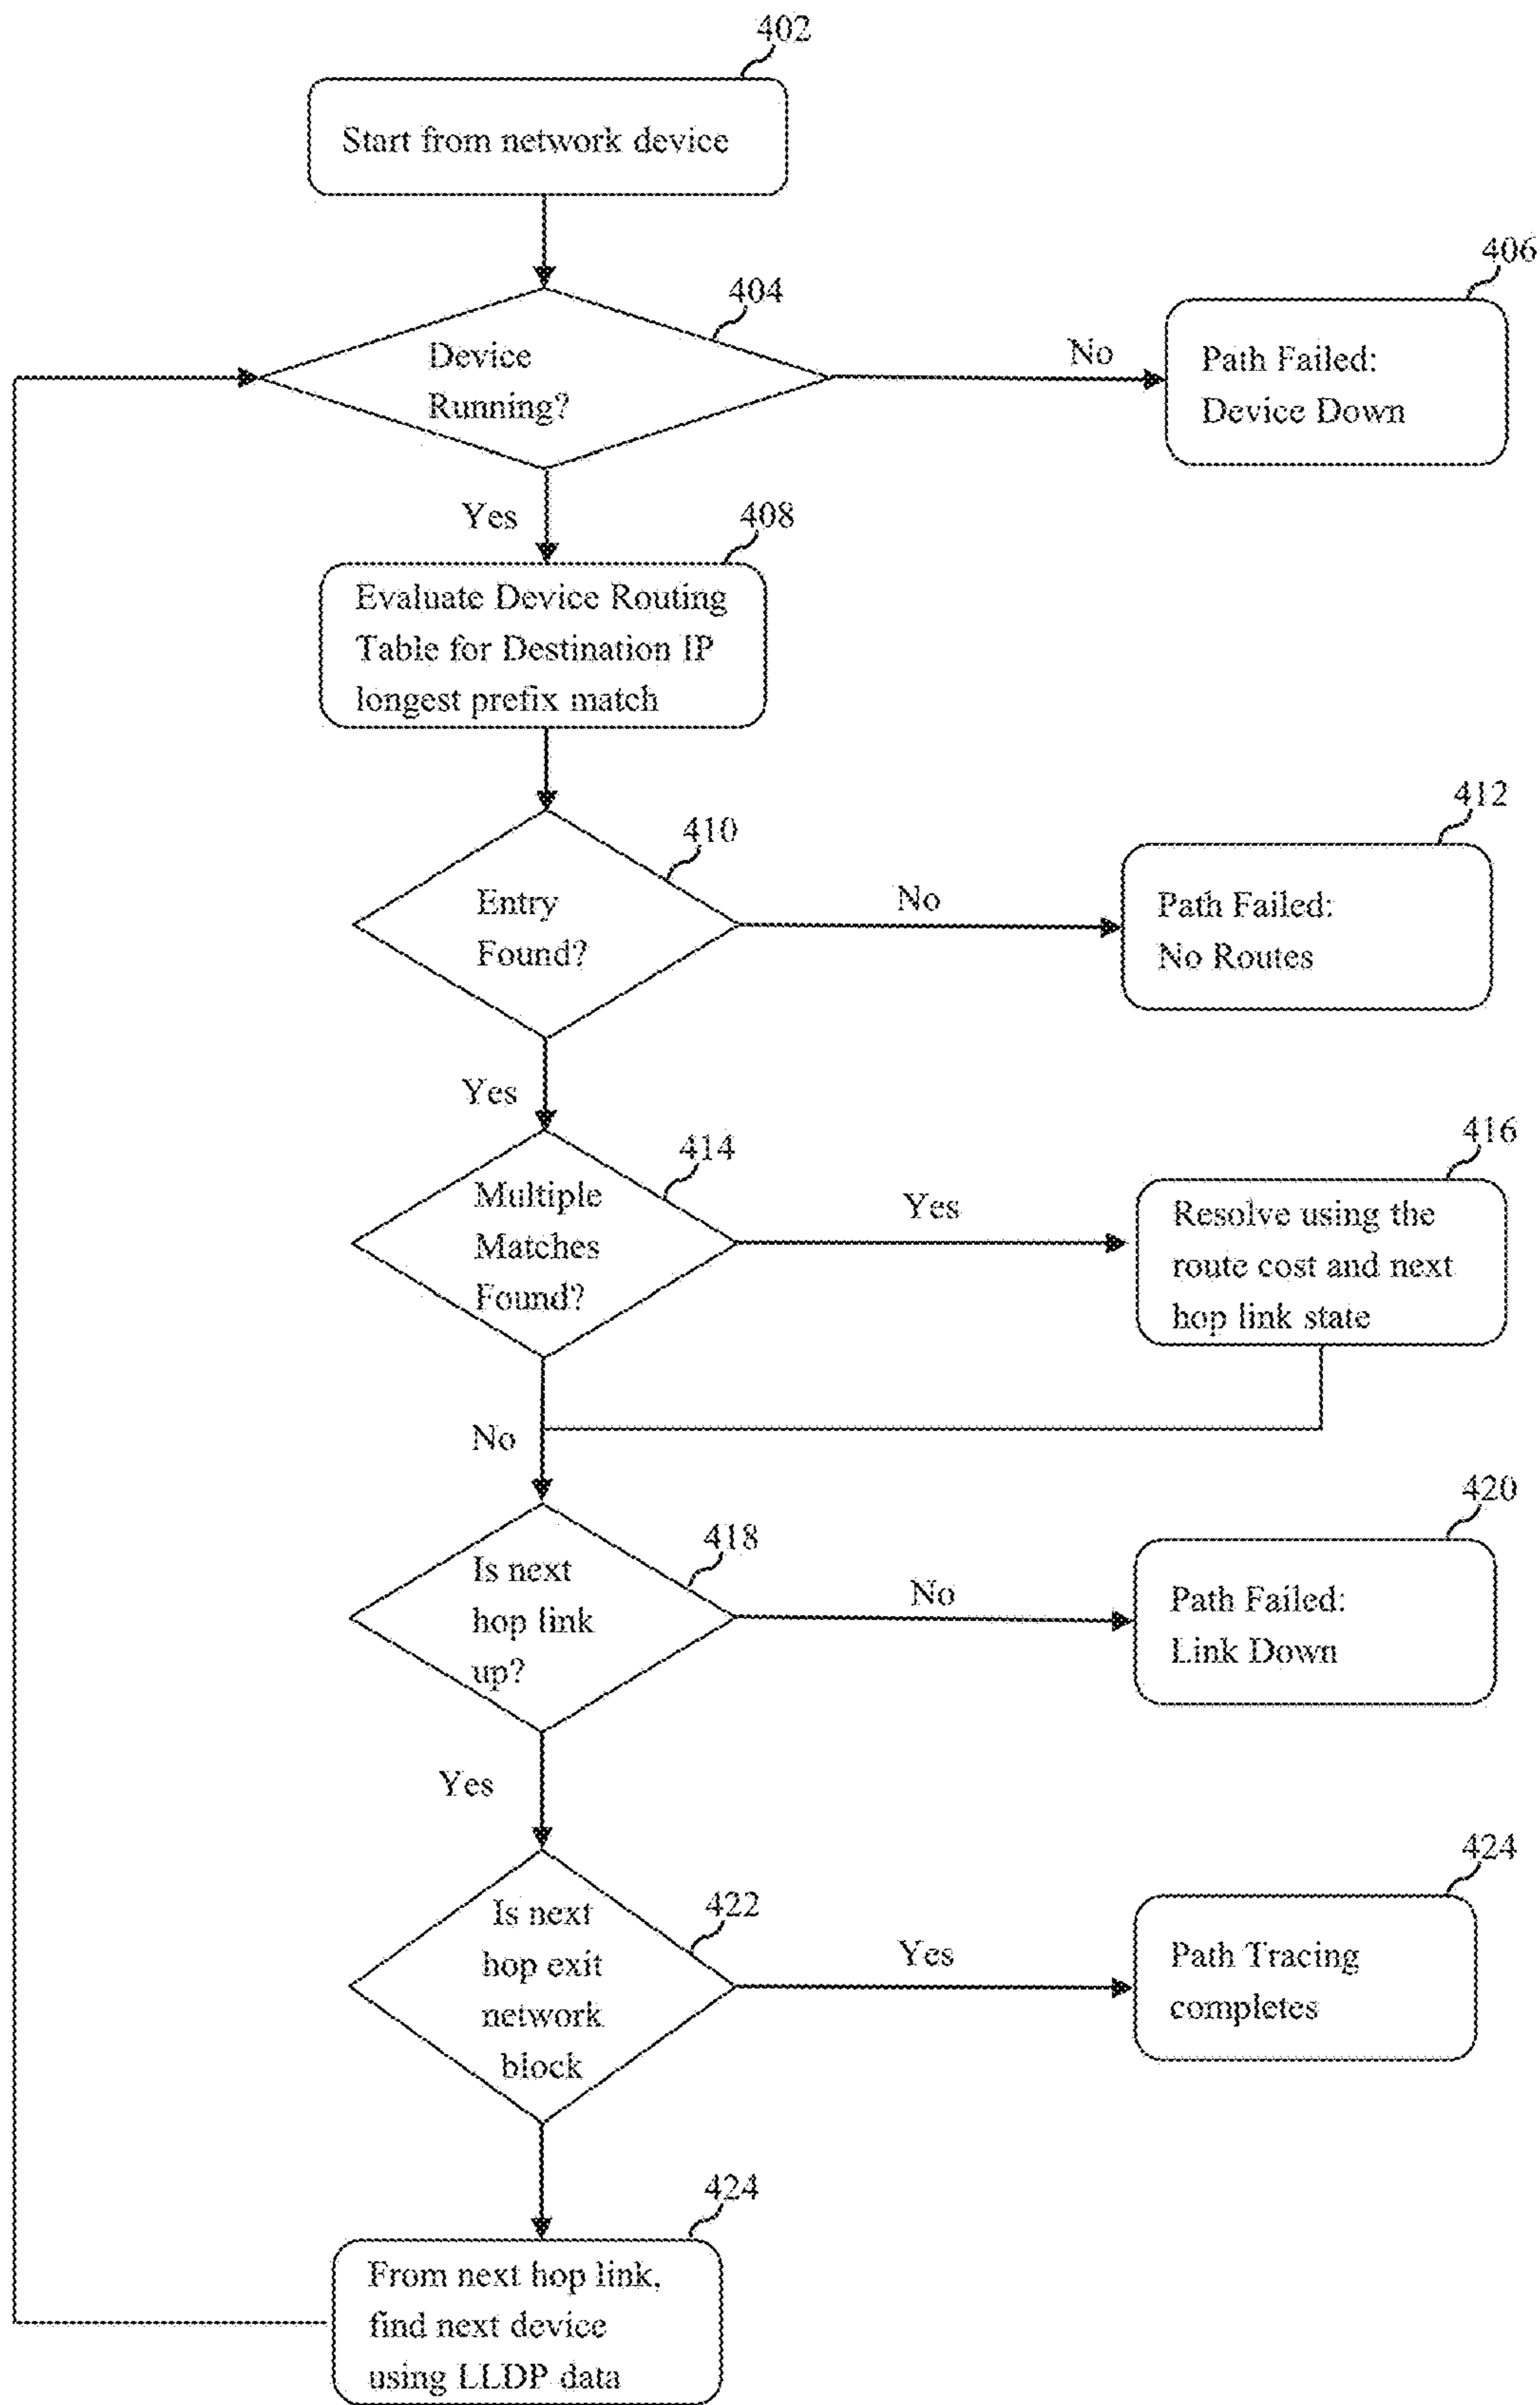 402
Start from network device
404
Device
Running?
No
406
Path Failed:
Device Down
Yes
408
Evaluate Device Routing
Table for Destination IP
longest prefix match
410
Entry
Found?
No
412
Path Failed:
No Routes
Yes
414
Multiple
Matches
Found?
Yes
416
Resolve using the
route cost and next
hop link state
No
418
Is next
hop link
up?
No
420
Path Failed:
Link Down
Yes
422
Is next
hop exit
network
block
Yes
424
Path Tracing
completes
424
From next hop link,
find next device
using LLDP data